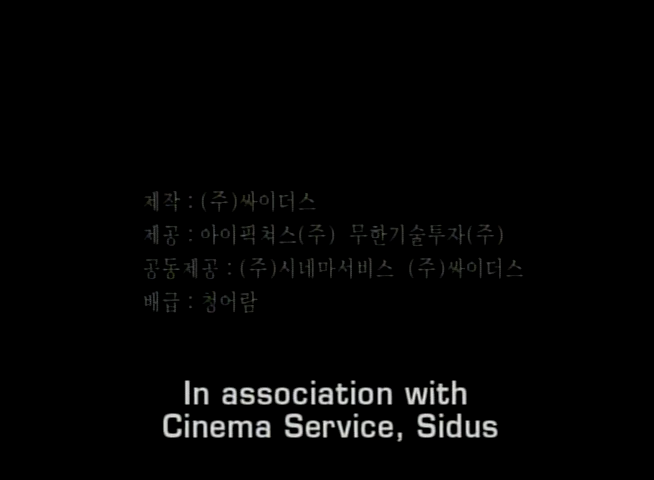 제작 : (주)싸이더스
제공 : 아이픽쳐스(주) 무한기술투자(주)
공동제공 : (주)시네마서비스 (주)싸이더스
배급 : 청어람
In association with
Cinema Service, Sidus